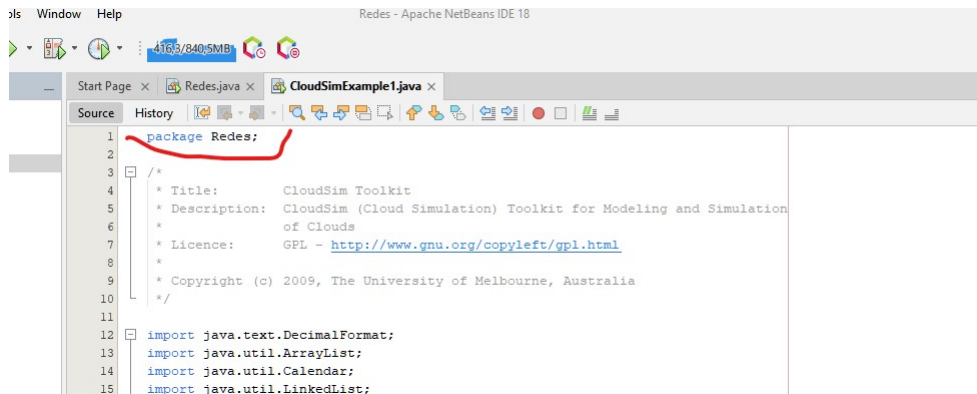 ols Window Help Redes - Apache NetBeans IDE 18
416,3/840,5MB
Start Page Redes.java CloudSimExample1.java
Source History
1 package Redes;
2
3 /*
4 * Title: CloudSim Toolkit
5 * Description: CloudSim (Cloud Simulation) Toolkit for Modeling and Simulation
6 * of Clouds
7 * Licence: GPL - http://www.gnu.org/copyleft/gpl.html
8 *
9 * Copyright (c) 2009, The University of Melbourne, Australia
10 */
11
12 import java.text.DecimalFormat;
13 import java.util.ArrayList;
14 import java.util.Calendar;
15 import java.util.LinkedList;